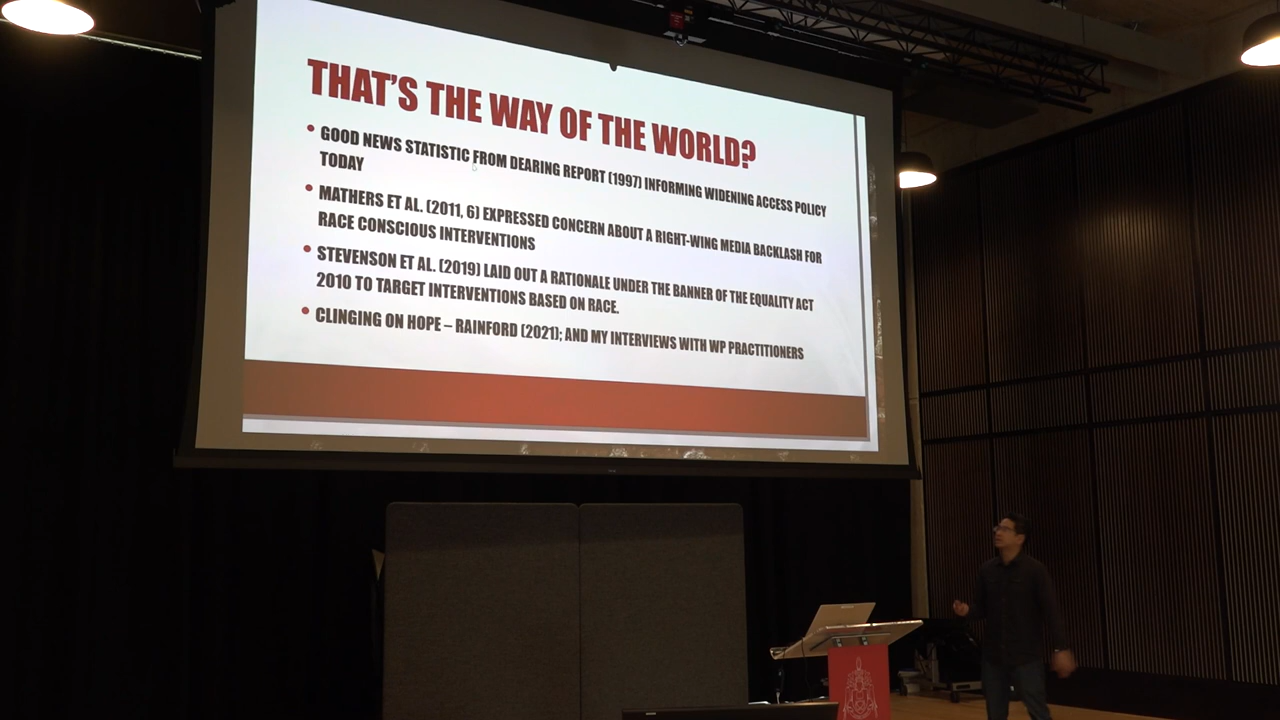 THAT'S THE WAY OF THE WORLD?
• GOOD NEWS STATISTIC FROM DEARING REPORT (1997) INFORMING WIDENING ACCESS POLICY
TODAY
• MATHERS ET AL. (2011, 6) EXPRESSED CONCERN ABOUT A RIGHT-WING MEDIA BACKLASH FOR
RACE CONSCIOUS INTERVENTIONS
• STEVENSON ET AL. (2019) LAID OUT A RATIONALE UNDER THE BANNER OF THE EQUALITY ACT
2010 TO TARGET INTERVENTIONS BASED ON RACE.
• CLINGING ON HOPE – RAINFORD (2021); AND MY INTERVIEWS WITH WP PRACTITIONERS